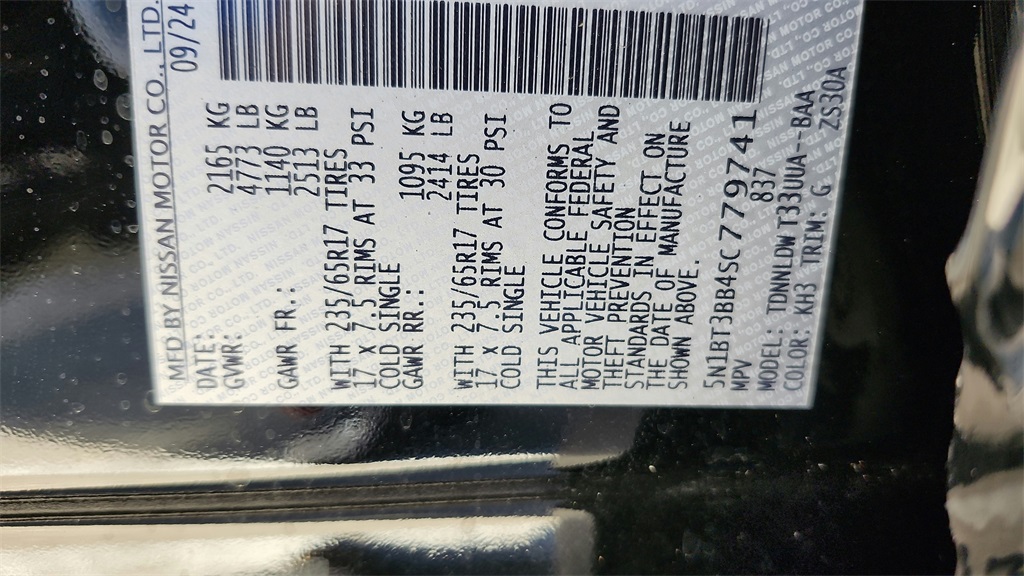 MFD BY NISSAN MOTOR CO., LTD.
DATE: 09/24
GVWR: 2165 KG
4773 LB
GAWR FR.: 1140 KG
2513 LB
WITH 235/65R17 TIRES
17 X 7.5 RIMS AT 33 PSI
COLD SINGLE
GAWR RR.: 1095 KG
2414 LB
WITH 235/65R17 TIRES
17 X 7.5 RIMS AT 30 PSI
COLD SINGLE
THIS VEHICLE CONFORMS TO
ALL APPLICABLE FEDERAL
MOTOR VEHICLE SAFETY AND
THEFT PREVENTION
STANDARDS IN EFFECT ON
THE DATE OF MANUFACTURE
SHOWN ABOVE.
5N1BT3BB4SC779741
MPV 837
MODEL: TDNNLDW T33UUA--BAA
COLOR: KH3 TRIM: G ZS30A